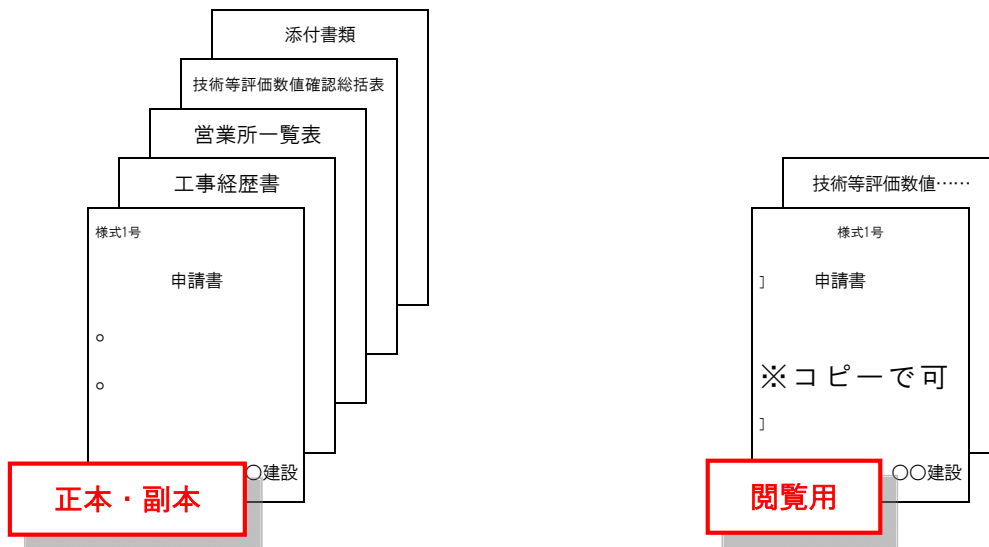 添付書類
技術等評価数値確認総括表
営業所一覧表
工事経歴書
様式1号
申請書
〇建設
正本・副本
技術等評価数値……
様式1号
申請書
※コピーで可
〇〇建設
閲覧用